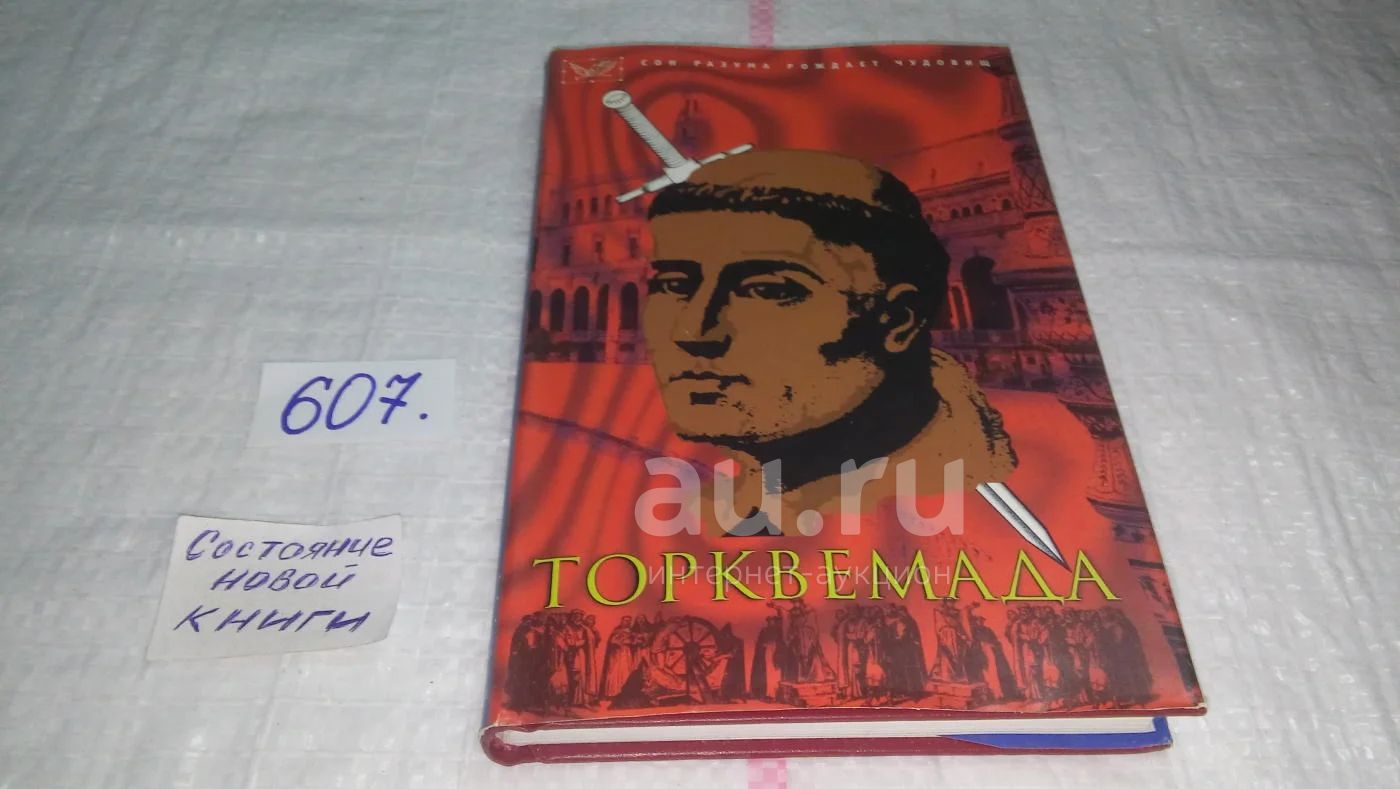 СОН РАЗУМА РОЖДАЕТ ЧУДОВИЩ
607.
au.ru
интернет-аукцион
Состояние
новой
книги
ТОРКВЕМАДА